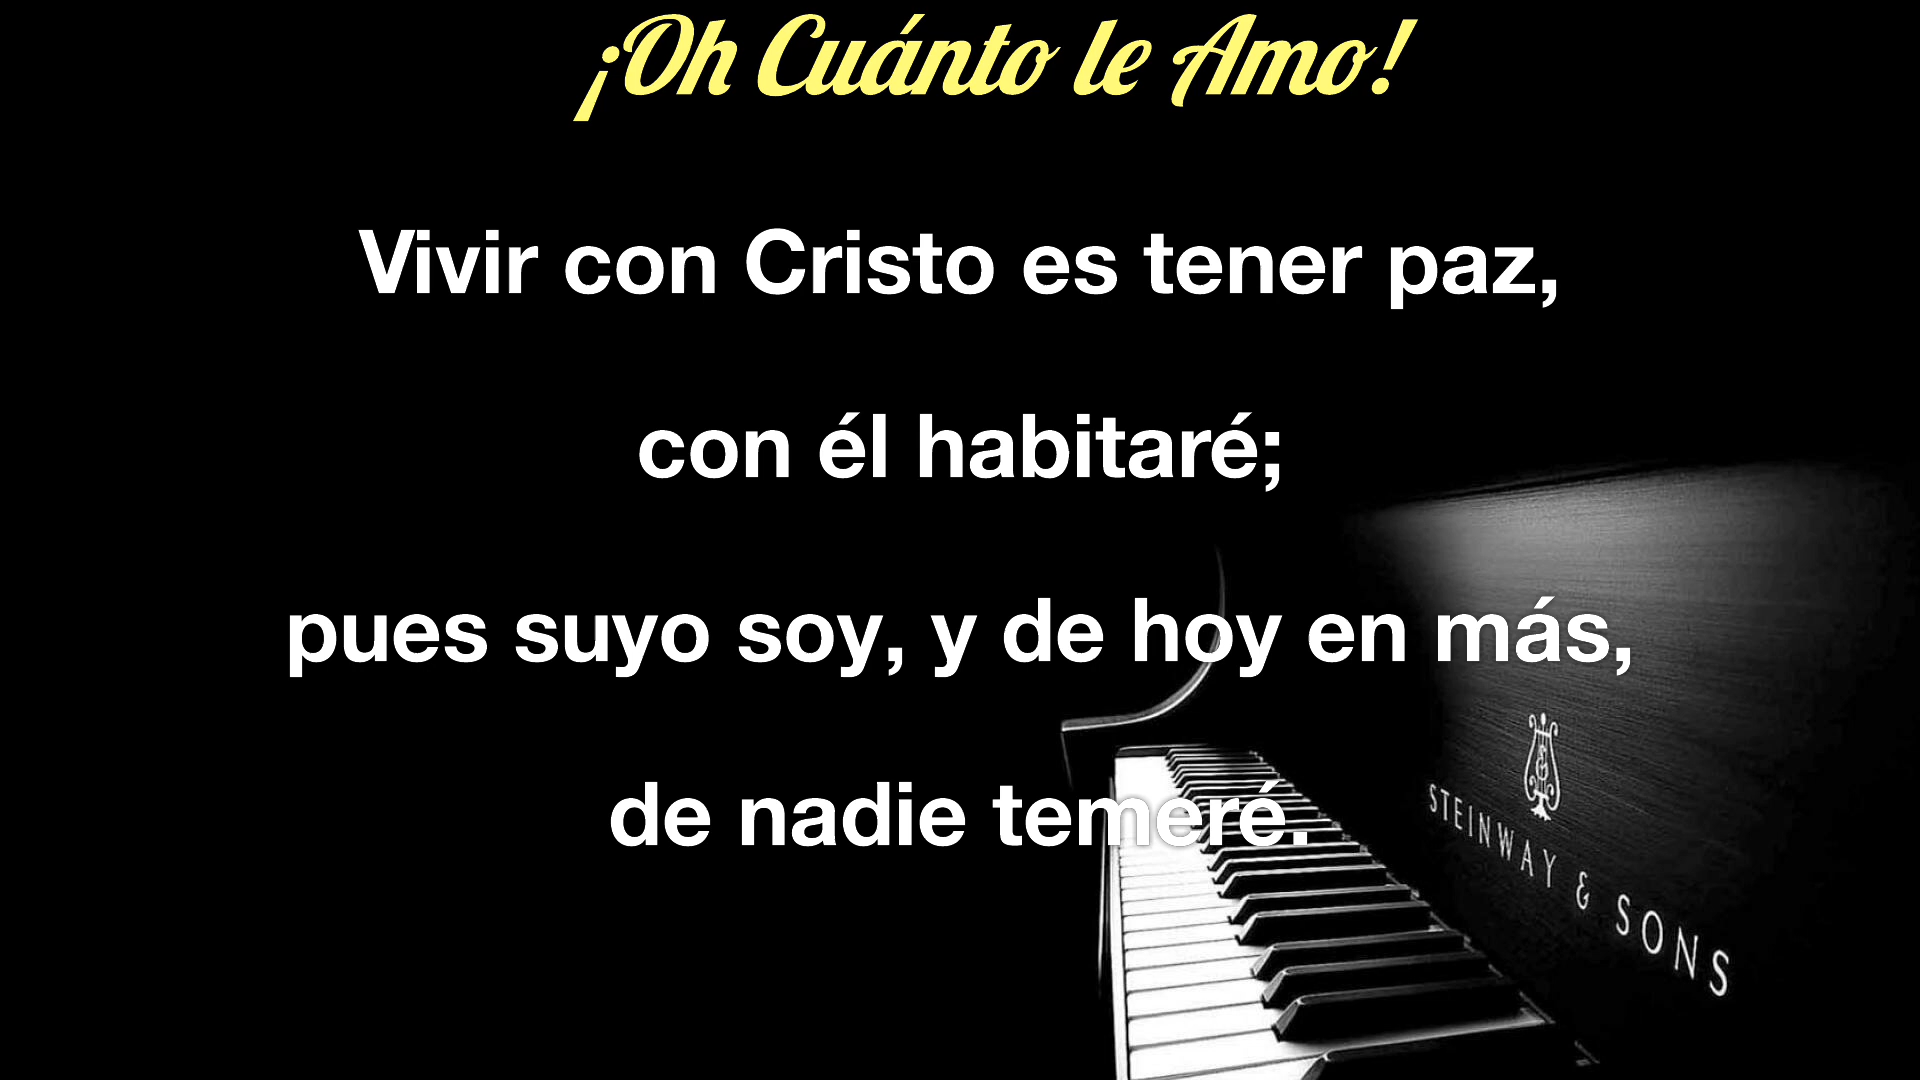 ¡Oh Cuánto le Amo!
Vivir con Cristo es tener paz,
con él habitaré;
pues suyo soy, y de hoy en más,
de nadie temeré.
STEINWAY & SONS